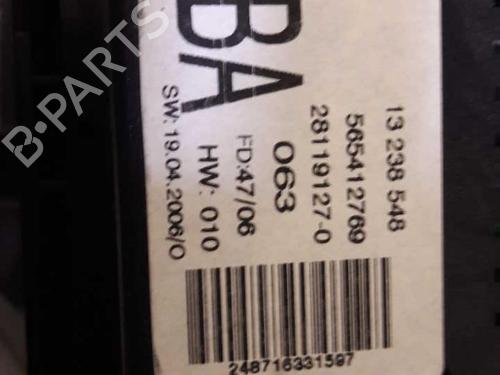 BA
13 238 548
565412769
28119127-0
063
FD:47/06
HW: 010
SW:19.04.2006/0
248716331597
B-PARTS